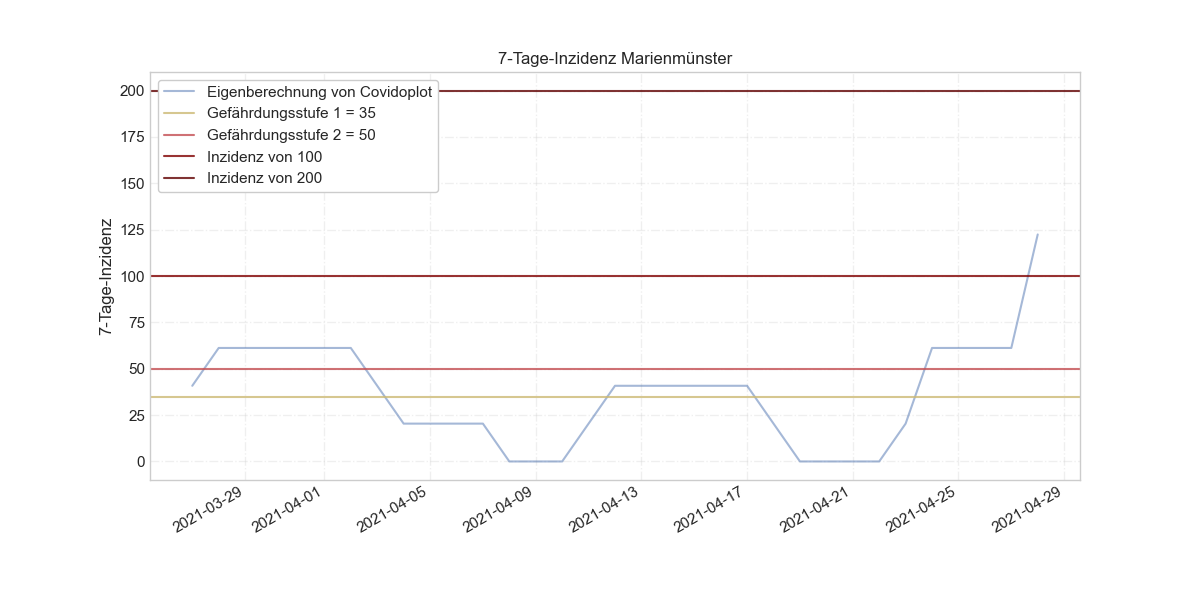 7-Tage-Inzidenz Marienmünster
Eigenberechnung von Covidoplot
Gefährdungsstufe 1 = 35
Gefährdungsstufe 2 = 50
Inzidenz von 100
Inzidenz von 200
7-Tage-Inzidenz
200
175
150
125
100
75
50
25
0
2021-03-29
2021-04-01
2021-04-05
2021-04-09
2021-04-13
2021-04-17
2021-04-21
2021-04-25
2021-04-29